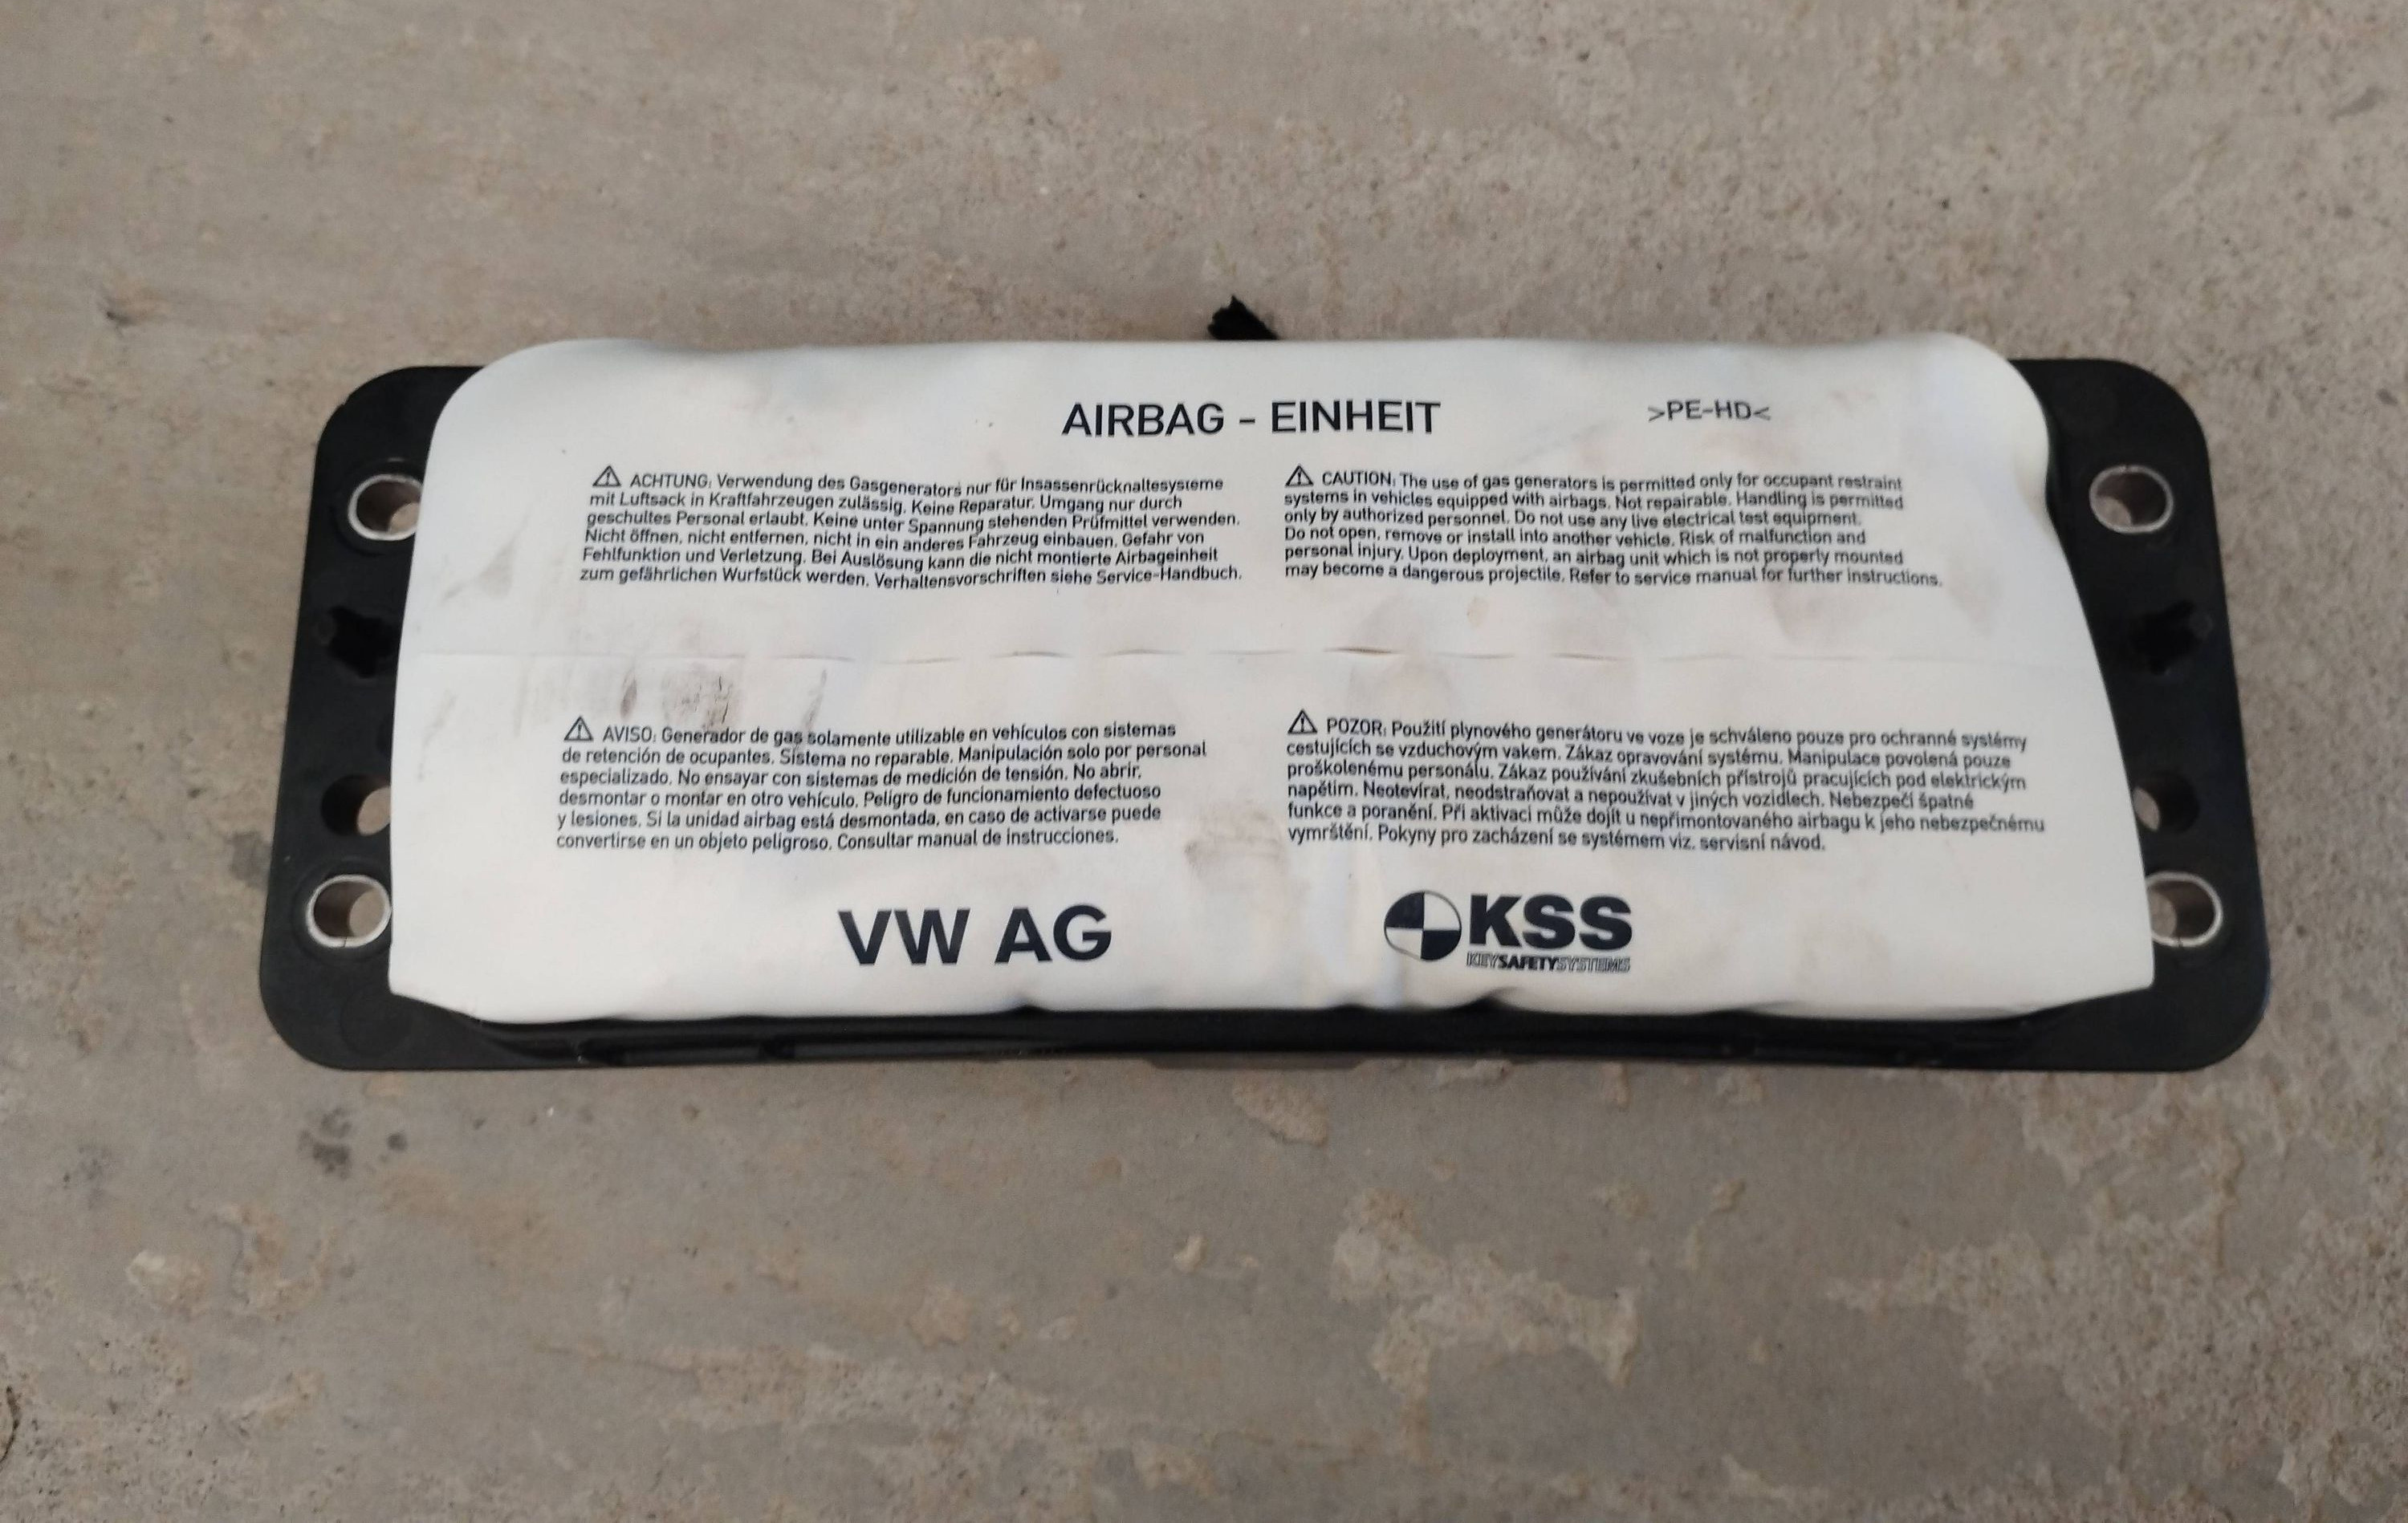 AIRBAG - EINHEIT
>PE-HD<
⚠ ACHTUNG: Verwendung des Gasgenerators nur für Insassenrückhaltesysteme
mit Luftsack in Kraftfahrzeugen zulässig. Keine Reparatur. Umgang nur durch
geschultes Personal erlaubt. Keine unter Spannung stehenden Prüfmittel verwenden.
Nicht öffnen, nicht entfernen, nicht in ein anderes Fahrzeug einbauen. Gefahr von
Fehlfunktion und Verletzung. Bei Auslösung kann die nicht montierte Airbageinheit
zum gefährlichen Wurfstück werden. Verhaltensvorschriften siehe Service-Handbuch.
⚠ CAUTION: The use of gas generators is permitted only for occupant restraint
systems in vehicles equipped with airbags. Not repairable. Handling is permitted
only by authorized personnel. Do not use any live electrical test equipment.
Do not open, remove or install into another vehicle. Risk of malfunction and
personal injury. Upon deployment, an airbag unit which is not properly mounted
may become a dangerous projectile. Refer to service manual for further instructions.
⚠ AVISO: Generador de gas solamente utilizable en vehículos con sistemas
de retención de ocupantes. Sistema no reparable. Manipulación solo por personal
especializado. No ensayar con sistemas de medición de tensión. No abrir,
desmontar o montar en otro vehículo. Peligro de funcionamiento defectuoso
y lesiones. Si la unidad airbag está desmontada, en caso de activarse puede
convertirse en un objeto peligroso. Consultar manual de instrucciones.
⚠ POZOR: Použití plynového generátoru ve voze je schváleno pouze pro ochranné systémy
cestujících se vzduchovým vakem. Zákaz opravování systému. Manipulace povolená pouze
proškolenému personálu. Zákaz používání zkušebních přístrojů pracujících pod elektrickým
napětím. Neotevírat, neodstraňovat a nepoužívat v jiných vozidlech. Nebezpečí špatné
funkce a poranění. Při aktivaci může dojít u nepřimontovaného airbagu k jeho nebezpečnému
vymrštění. Pokyny pro zacházení se systémem viz. servisní návod.
VW AG
KSS
KEYSAFETYSYSTEMS